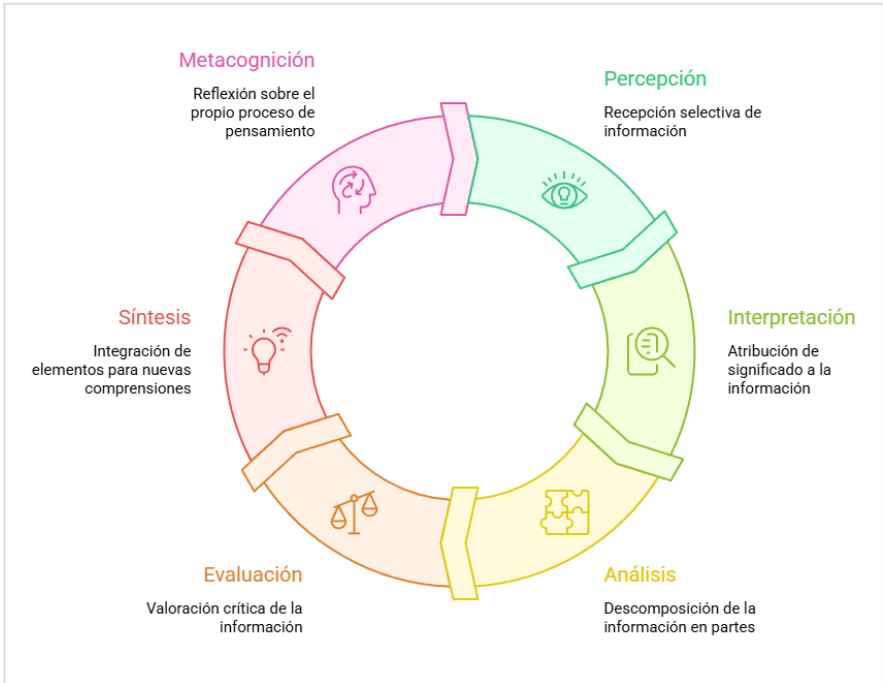 Metacognición
Reflexión sobre el
propio proceso de
pensamiento
Percepción
Recepción selectiva de
información
Síntesis
Integración de
elementos para nuevas
comprensiones
Interpretación
Atribución de
significado a la
información
Evaluación
Valoración crítica de la
información
Análisis
Descomposición de la
información en partes